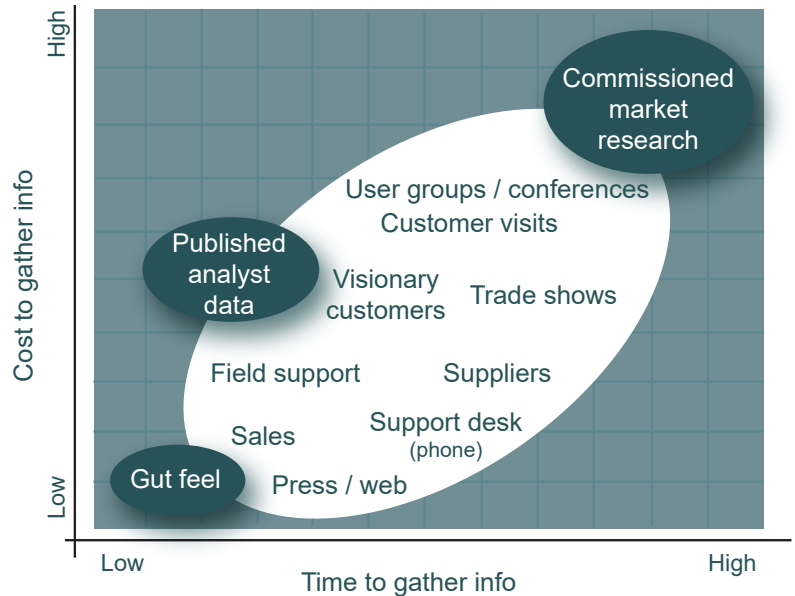 High
Commissioned
market
research
User groups / conferences
Customer visits
Published
analyst
data
Visionary
customers
Trade shows
Cost to gather info
Field support
Suppliers
Sales
Support desk
(phone)
Gut feel
Press / web
Low
Low
High
Time to gather info